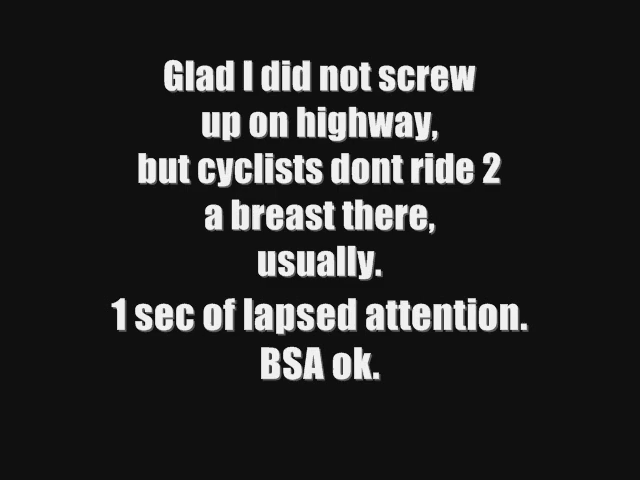 Glad I did not screw
up on highway,
but cyclists dont ride 2
a breast there,
usually.
1 sec of lapsed attention.
BSA ok.